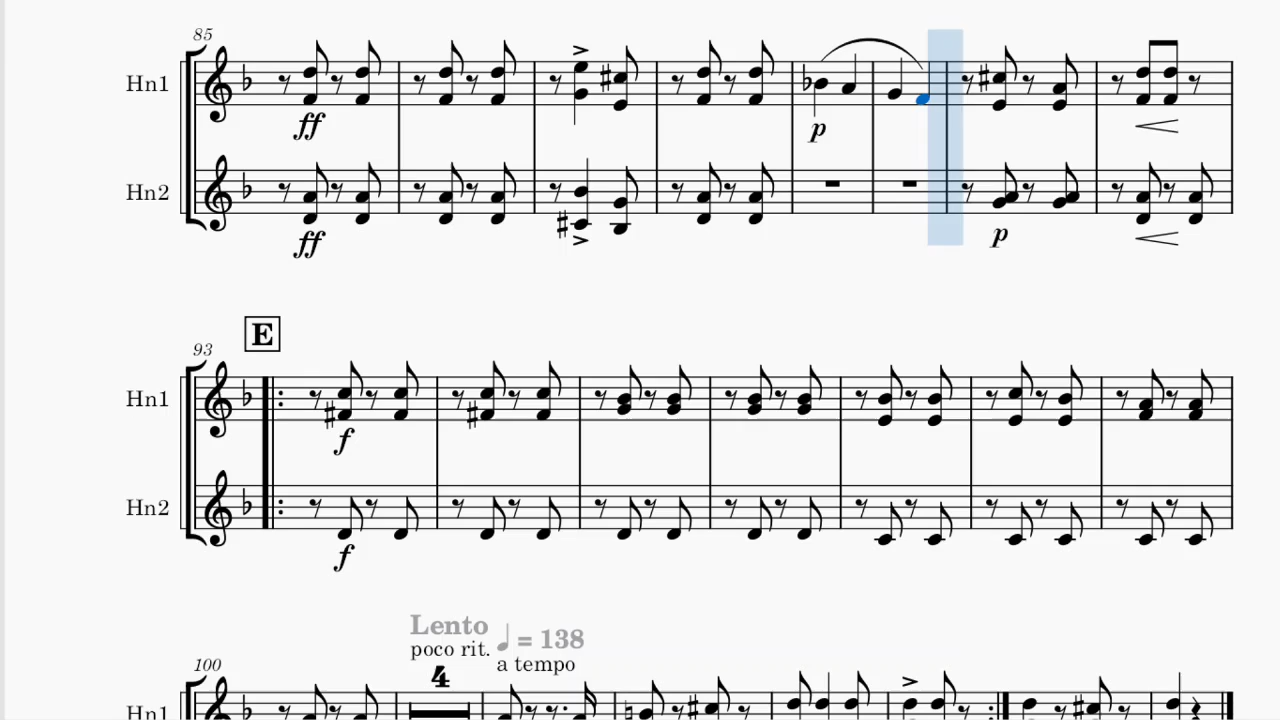 85
Hn1
ff
p
Hn2
ff
p
E
93
Hn1
f
Hn2
f
Lento
= 138
poco rit.
a tempo
100
4
Hn1